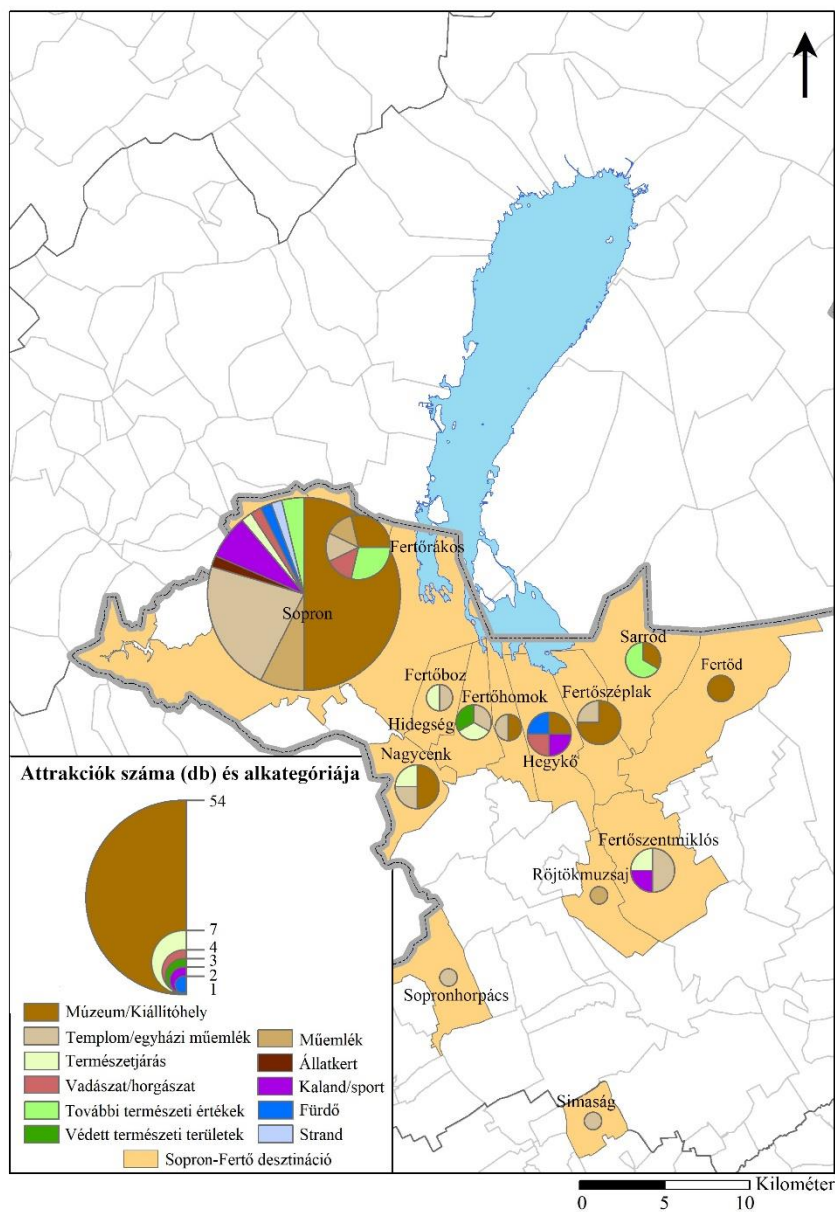 Fertőrákos
Sopron
Sarród
Fertőd
Fertőboz
Fertőhomok
Fertőszéplak
Hidegség
Hegykő
Nagycenk
Fertőszentmiklós
Röjtökmuzsaj
Sopronhorpács
Simaság
Attrakciók száma (db) és alkategóriája
54
7
4
3
2
1
Múzeum/Kiállítóhely
Templom/egyházi műemlék
Műemlék
Természetjárás
Állatkert
Vadászat/horgászat
Kaland/sport
További természeti értékek
Fürdő
Védett természeti területek
Strand
Sopron-Fertő desztináció
Kilométer
0 5 10